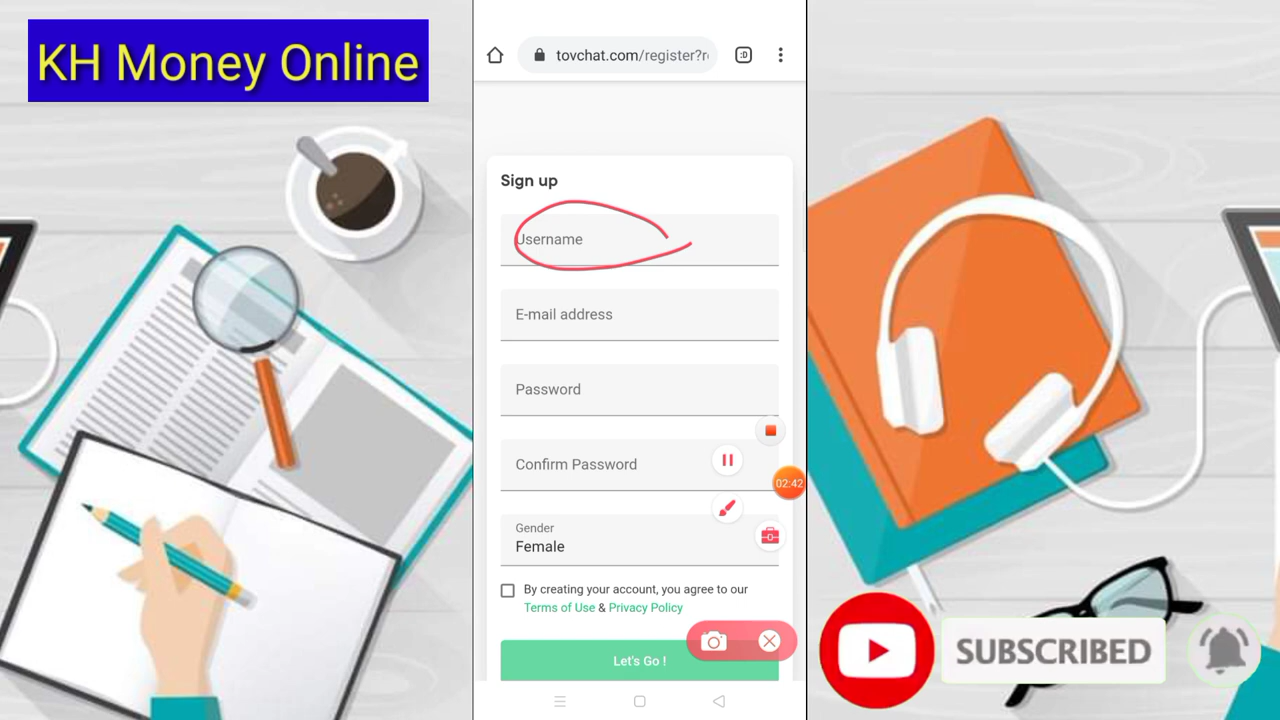 KH Money Online
tovchat.com/register?r
:D
Sign up
Username
E-mail address
Password
Confirm Password
02:42
Gender
Female
By creating your account, you agree to our
Terms of Use & Privacy Policy
Let's Go !
SUBSCRIBED